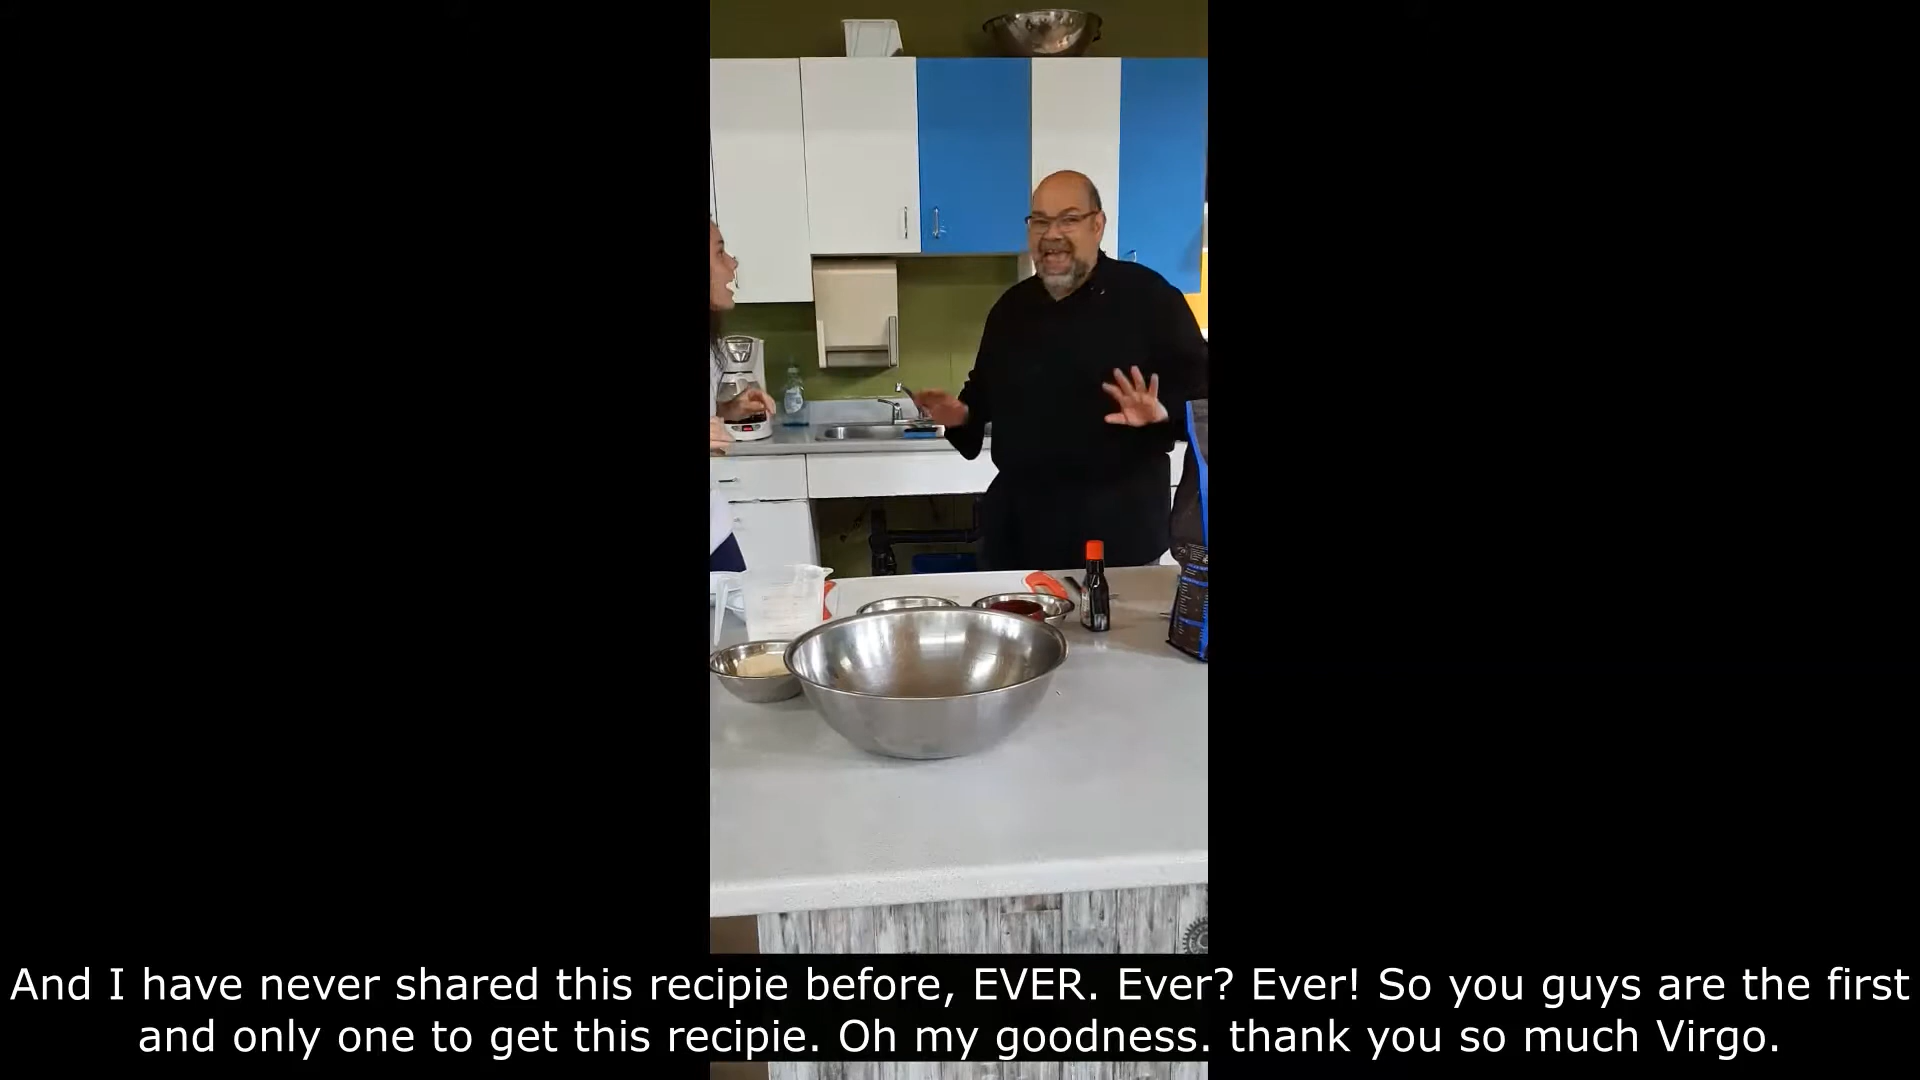 And I have never shared this recipie before, EVER. Ever? Ever! So you guys are the first
and only one to get this recipie. Oh my goodness. thank you so much Virgo.